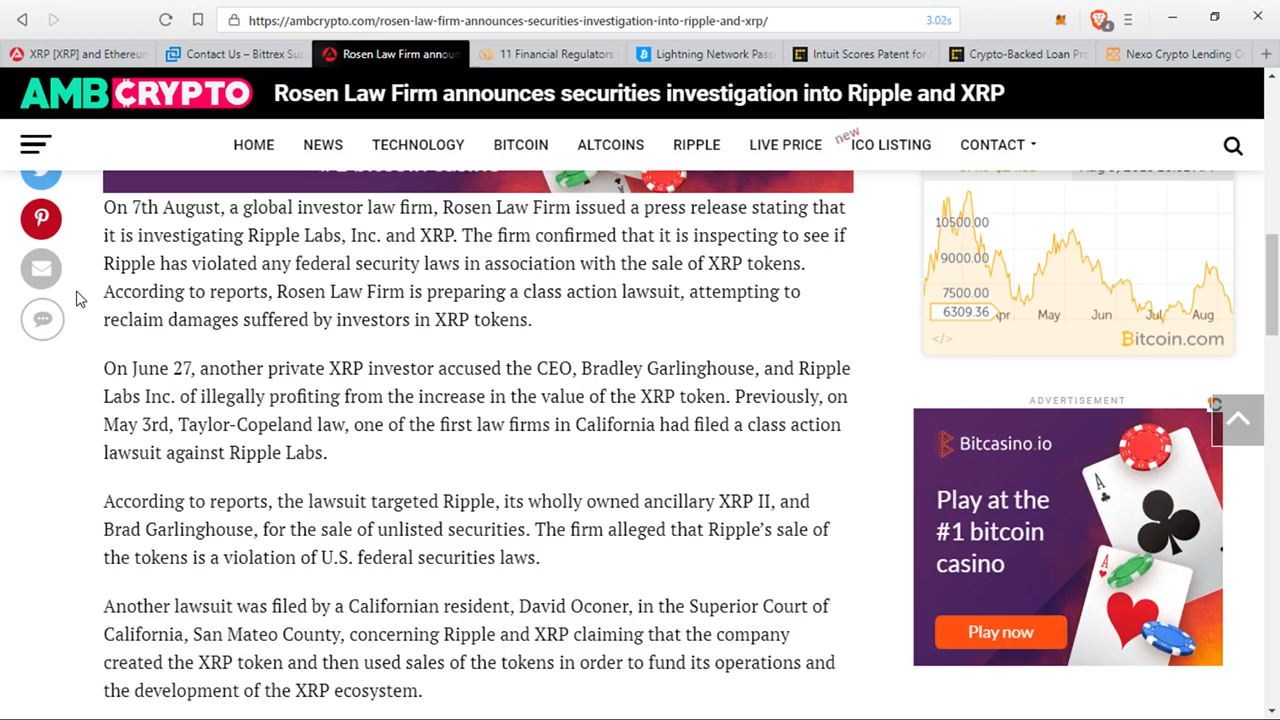 https://ambcrypto.com/rosen-law-firm-announces-securities-investigation-into-ripple-and-xrp/
3.02s
4
XRP [XRP] and Ethereum
Contact Us – Bittrex Sup
Rosen Law Firm announ
11 Financial Regulators
Lightning Network Pass
Intuit Scores Patent for
Crypto-Backed Loan Pr
Nexo Crypto Lending O
AMBCRYPTO
Rosen Law Firm announces securities investigation into Ripple and XRP
HOME
NEWS
TECHNOLOGY
BITCOIN
ALTCOINS
RIPPLE
LIVE PRICE
new
ICO LISTING
CONTACT
On 7th August, a global investor law firm, Rosen Law Firm issued a press release stating that
it is investigating Ripple Labs, Inc. and XRP. The firm confirmed that it is inspecting to see if
Ripple has violated any federal security laws in association with the sale of XRP tokens.
According to reports, Rosen Law Firm is preparing a class action lawsuit, attempting to
reclaim damages suffered by investors in XRP tokens.
On June 27, another private XRP investor accused the CEO, Bradley Garlinghouse, and Ripple
Labs Inc. of illegally profiting from the increase in the value of the XRP token. Previously, on
May 3rd, Taylor-Copeland law, one of the first law firms in California had filed a class action
lawsuit against Ripple Labs.
According to reports, the lawsuit targeted Ripple, its wholly owned ancillary XRP II, and
Brad Garlinghouse, for the sale of unlisted securities. The firm alleged that Ripple's sale of
the tokens is a violation of U.S. federal securities laws.
Another lawsuit was filed by a Californian resident, David Oconer, in the Superior Court of
California, San Mateo County, concerning Ripple and XRP claiming that the company
created the XRP token and then used sales of the tokens in order to fund its operations and
the development of the XRP ecosystem.
10500.00
9000.00
7500.00
6309.36
Apr
May
Jun
Jul
Aug
</>
Bitcoin.com
ADVERTISEMENT
Bitcasino.io
Play at the
#1 bitcoin
casino
A
A
Play now